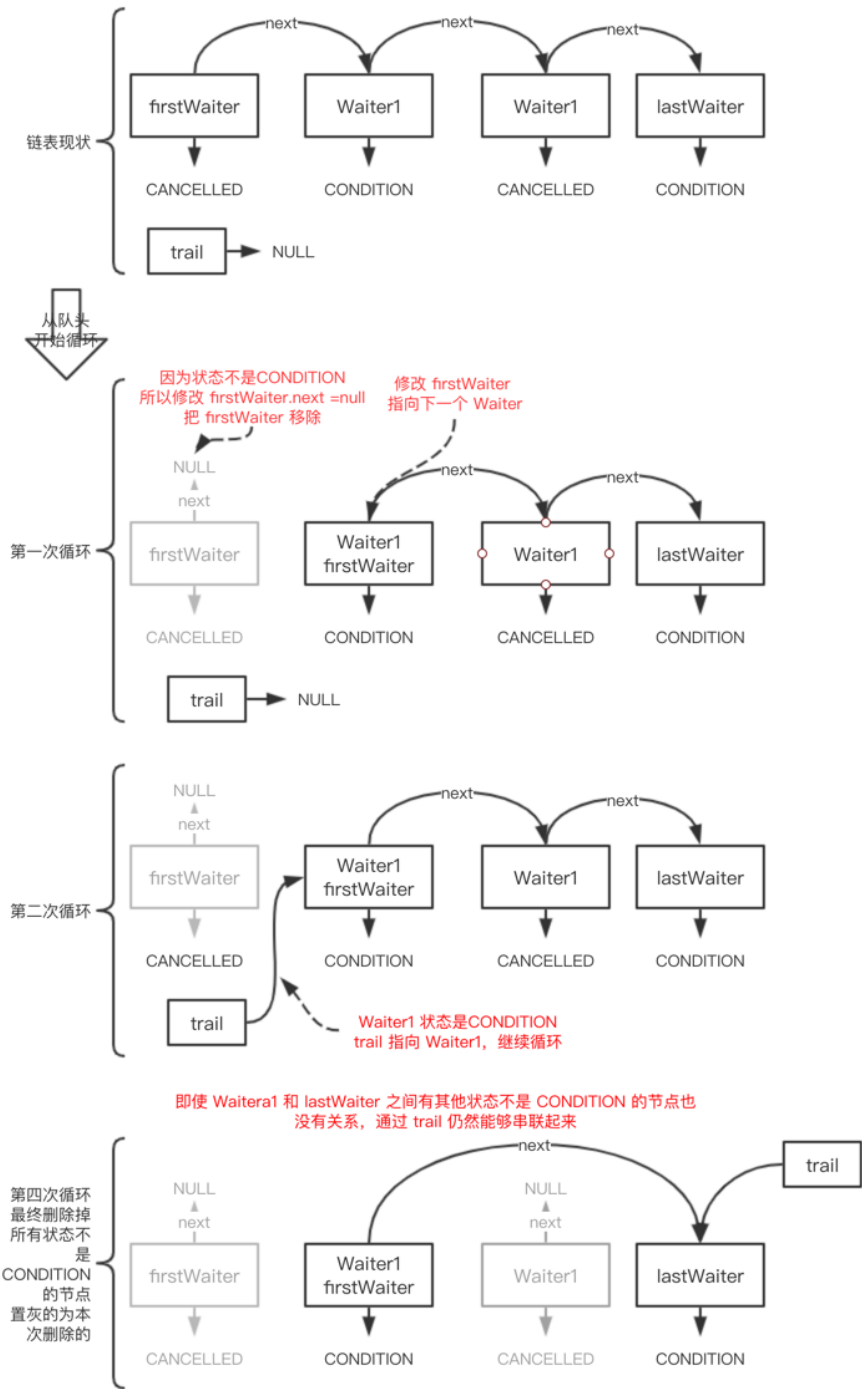 next
next
next
firstWaiter
Waiter1
Waiter1
lastWaiter
链表现状
CANCELLED
CONDITION
CANCELLED
CONDITION
trail
NULL
从队头
开始循环
因为状态不是CONDITION
所以修改 firstWaiter.next =null
把 firstWaiter 移除
修改 firstWaiter
指向下一个 Waiter
NULL
next
next
next
第一次循环
firstWaiter
Waiter1
firstWaiter
Waiter1
lastWaiter
CANCELLED
CONDITION
CANCELLED
CONDITION
trail
NULL
NULL
next
next
next
第二次循环
firstWaiter
Waiter1
firstWaiter
Waiter1
lastWaiter
CANCELLED
CONDITION
CANCELLED
CONDITION
trail
Waiter1 状态是CONDITION
trail 指向 Waiter1，继续循环
即使 Waitera1 和 lastWaiter 之间有其他状态不是 CONDITION 的节点也
没有关系，通过 trail 仍然能够串联起来
next
trail
第四次循环
最终删除掉
所有状态不
是
CONDITION
的节点
置灰的为本
次删除的
NULL
next
NULL
next
firstWaiter
Waiter1
firstWaiter
Waiter1
lastWaiter
CANCELLED
CONDITION
CANCELLED
CONDITION